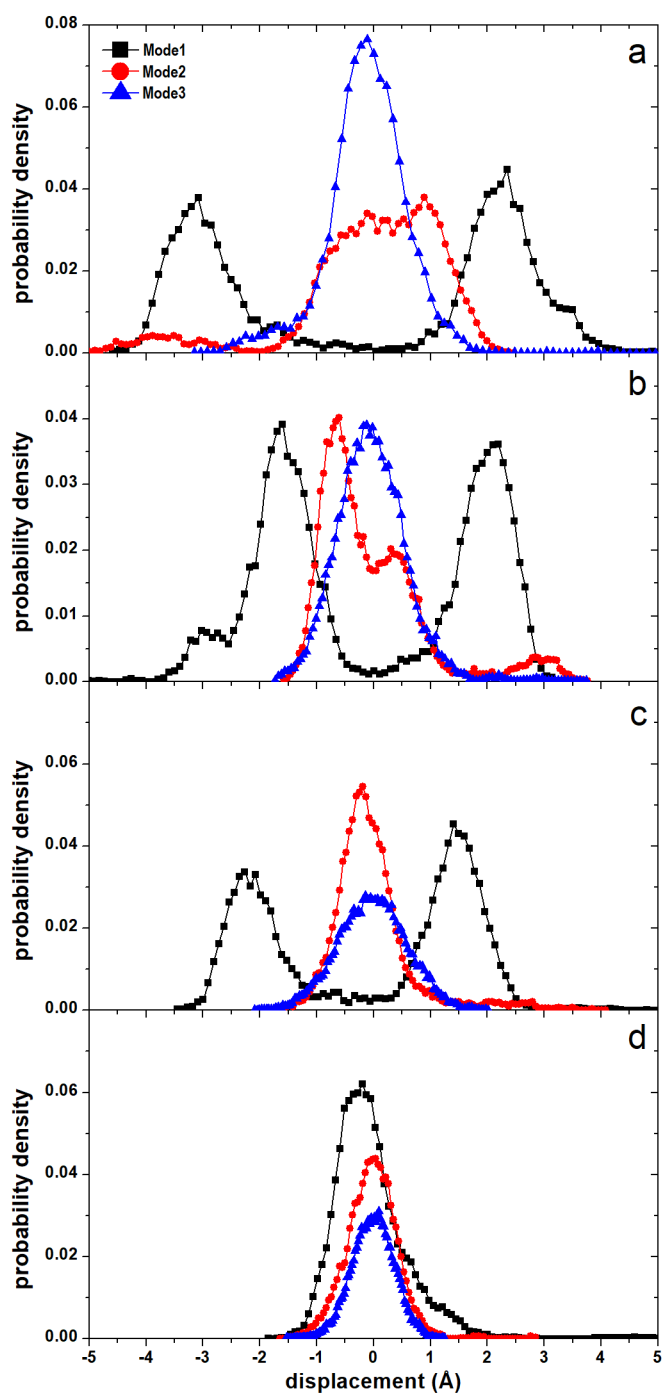 0.08
a
Mode1
Mode2
Mode3
0.06
0.04
0.02
0.00
probability density
b
0.04
0.03
0.02
0.01
0.00
probability density
c
0.06
0.04
0.02
0.00
probability density
d
0.06
0.04
0.02
0.00
probability density
-5 -4 -3 -2 -1 0 1 2 3 4 5
displacement (Å)